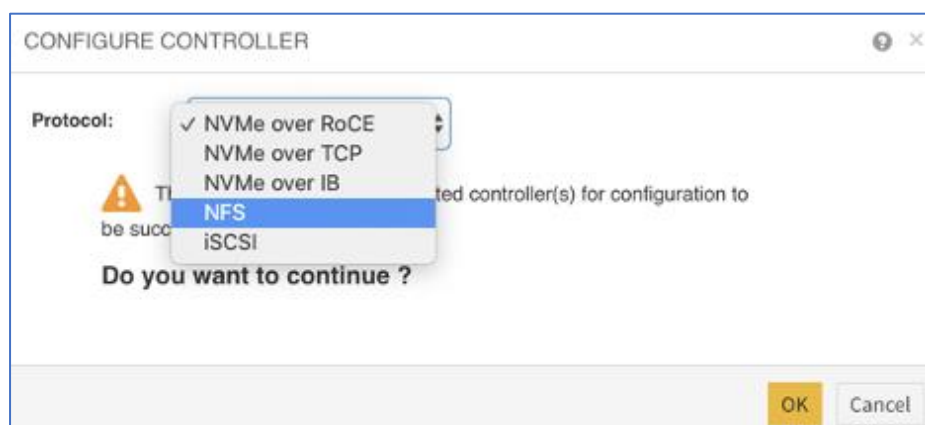 CONFIGURE CONTROLLER
Protocol:
✓ NVMe over RoCE
NVMe over TCP
NVMe over IB
NFS
iSCSI
ted controller(s) for configuration to
be succ
Do you want to continue ?
OK Cancel